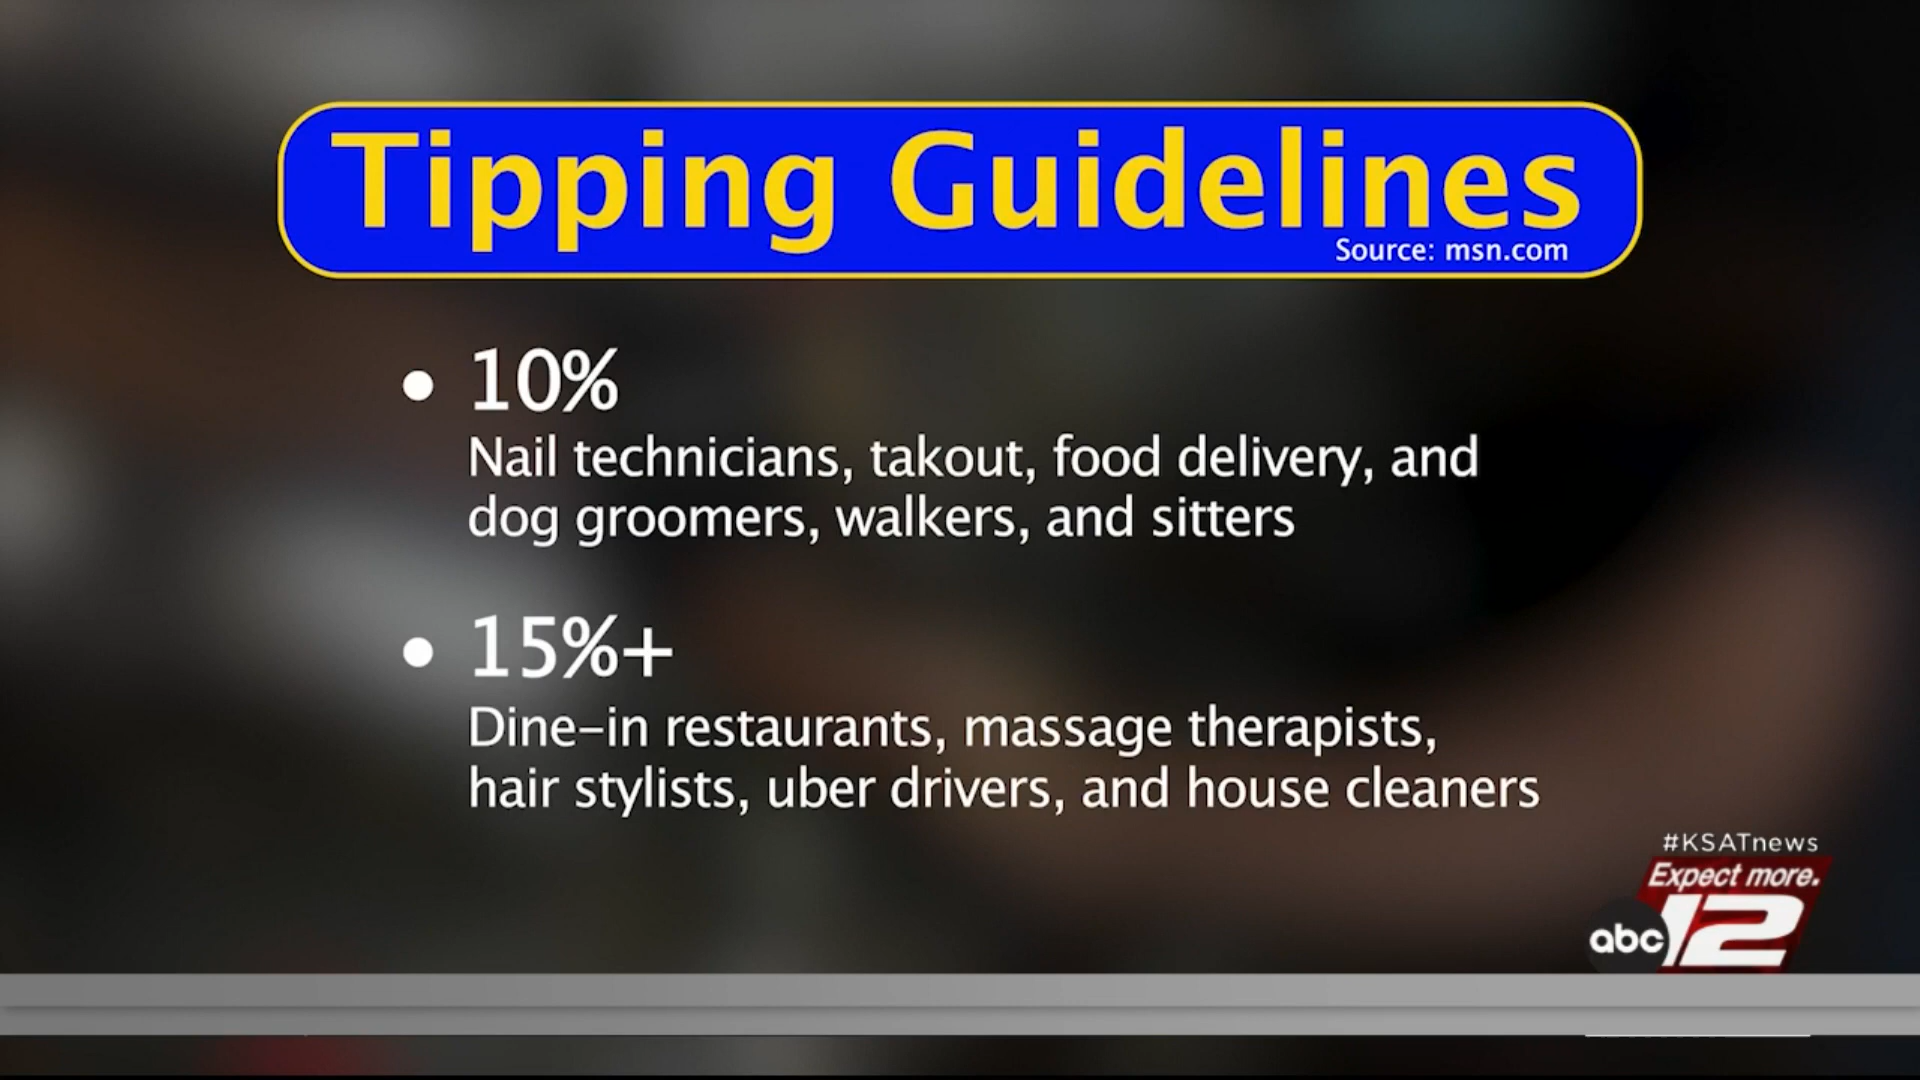 Tipping Guidelines
Source: msn.com
• 10%
Nail technicians, takout, food delivery, and
dog groomers, walkers, and sitters
• 15%+
Dine-in restaurants, massage therapists,
hair stylists, uber drivers, and house cleaners
#KSATnews
Expect more.
abc 12